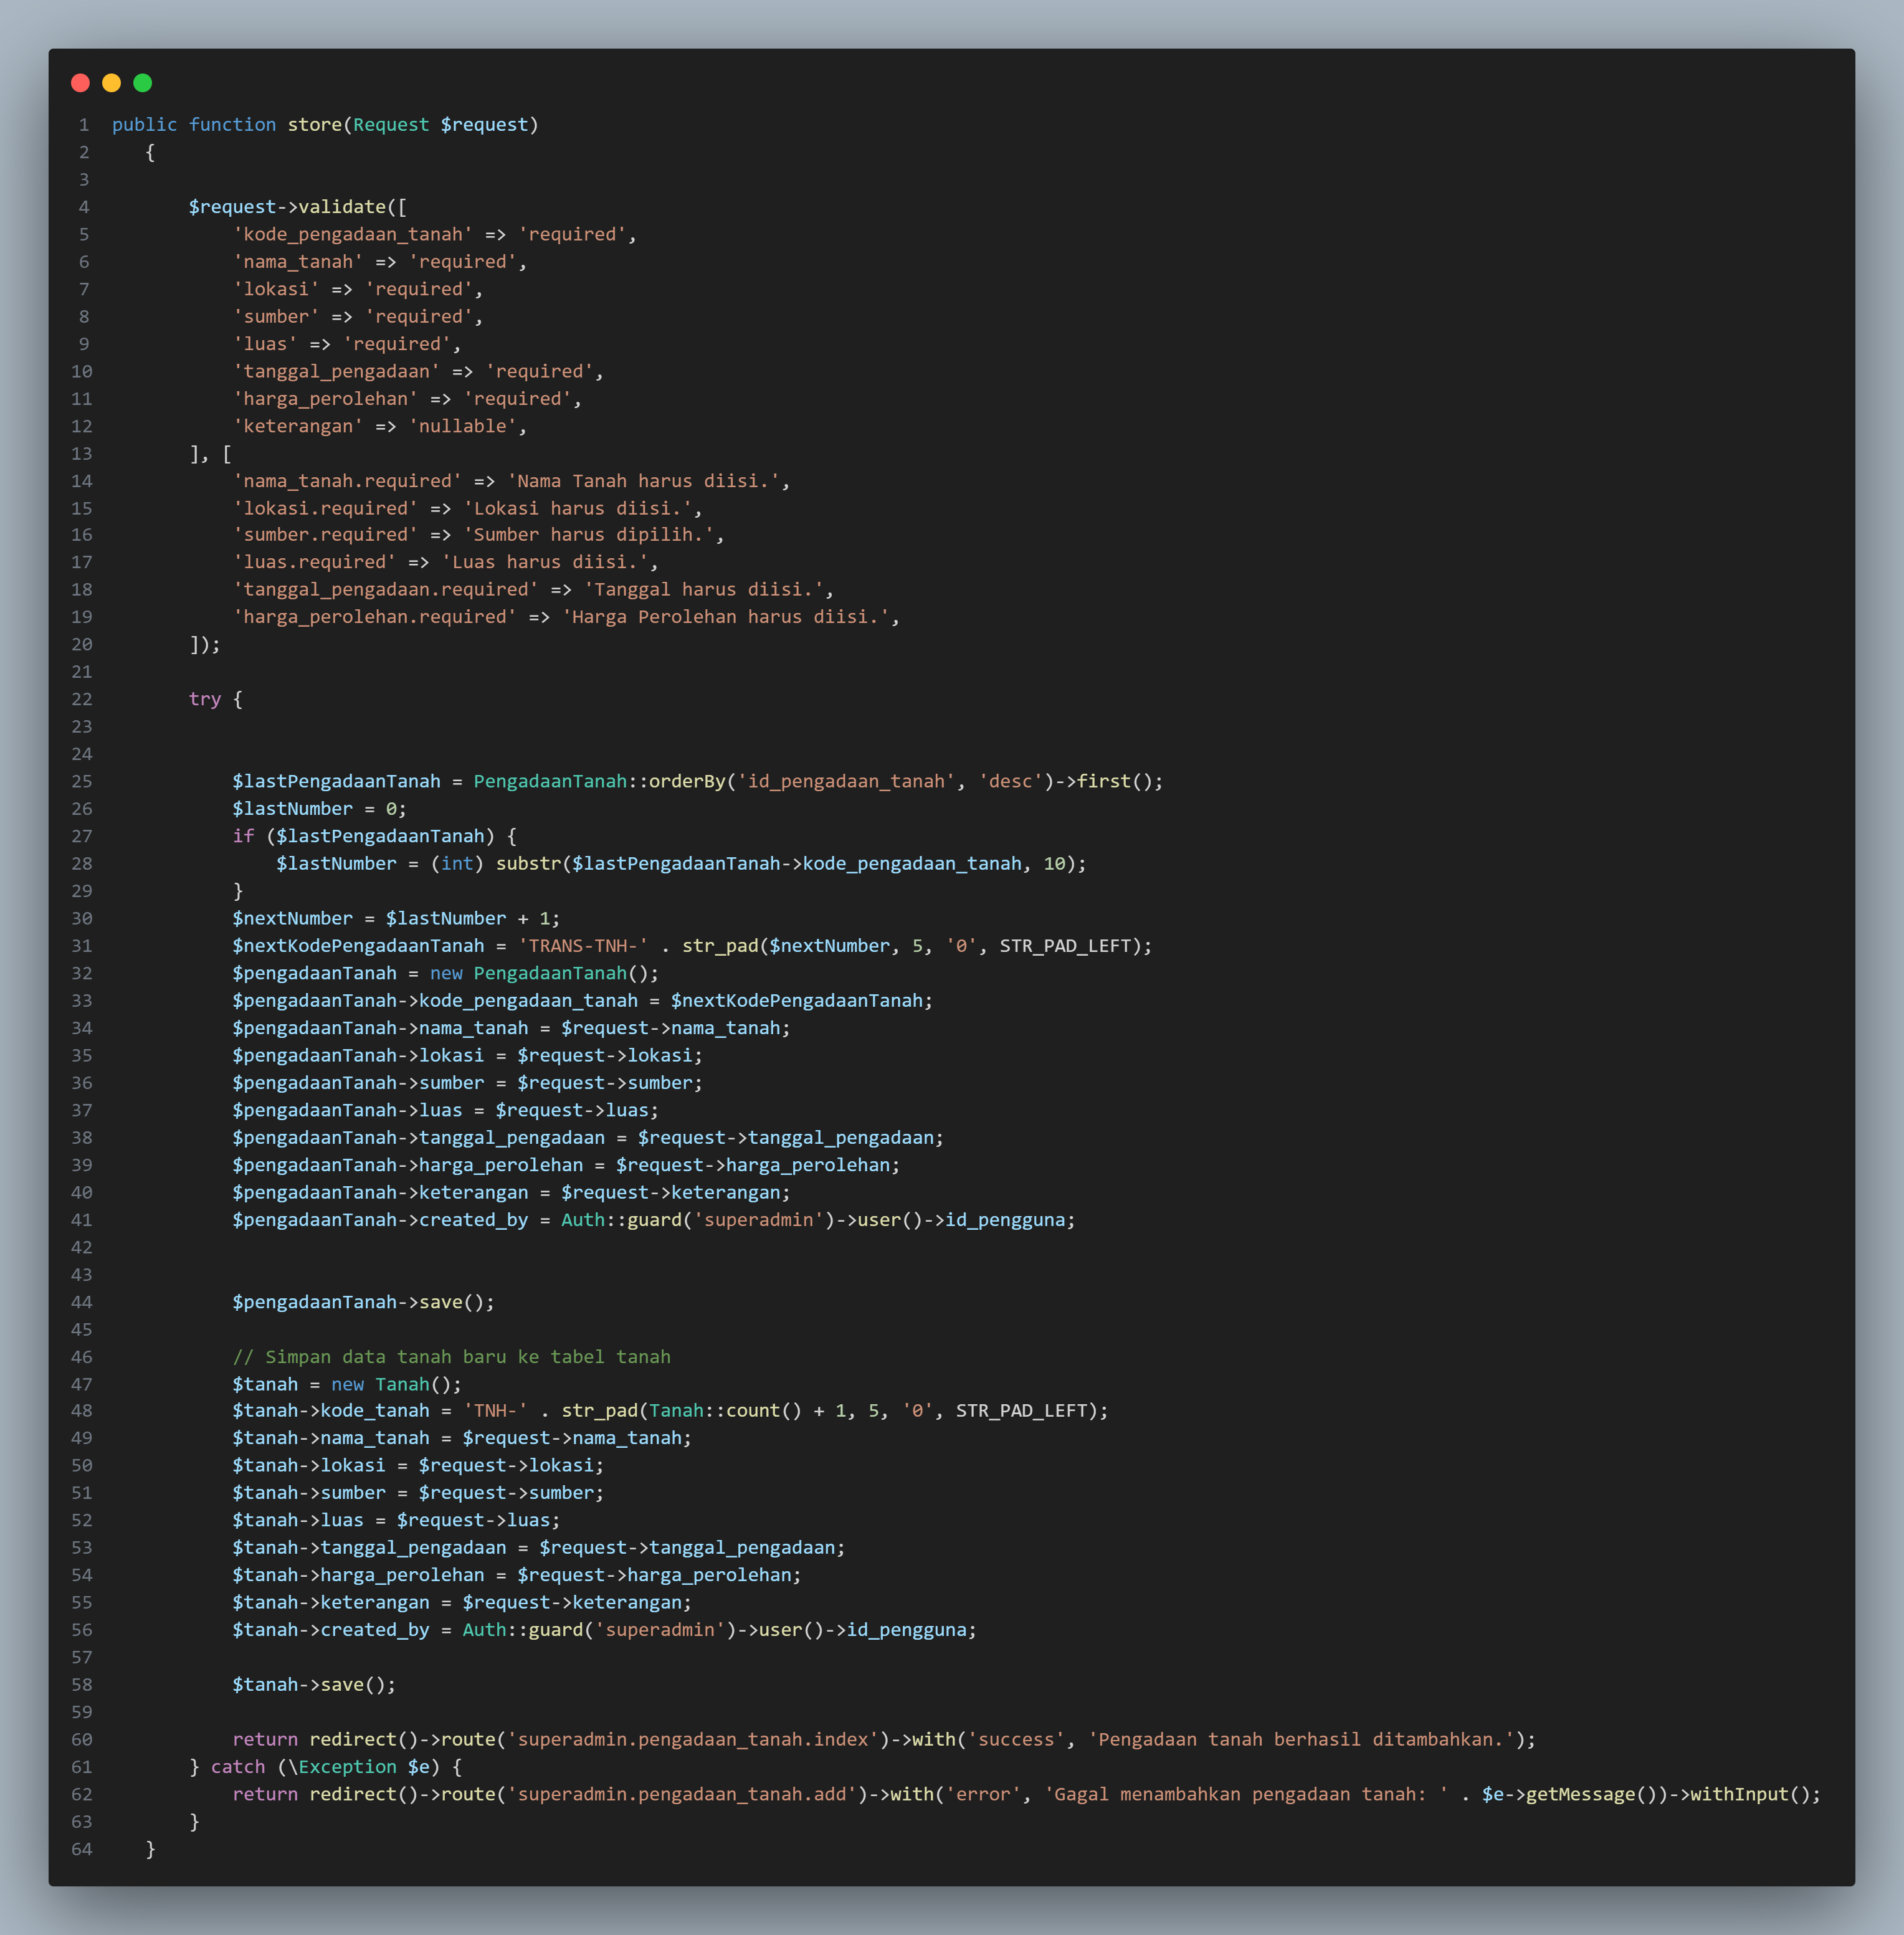 1 public function store(Request $request)
2 {
3
4 $request->validate([
5 'kode_pengadaan_tanah' => 'required',
6 'nama_tanah' => 'required',
7 'lokasi' => 'required',
8 'sumber' => 'required',
9 'luas' => 'required',
10 'tanggal_pengadaan' => 'required',
11 'harga_perolehan' => 'required',
12 'keterangan' => 'nullable',
13 ], [
14 'nama_tanah.required' => 'Nama Tanah harus diisi.',
15 'lokasi.required' => 'Lokasi harus diisi.',
16 'sumber.required' => 'Sumber harus dipilih.',
17 'luas.required' => 'Luas harus diisi.',
18 'tanggal_pengadaan.required' => 'Tanggal harus diisi.',
19 'harga_perolehan.required' => 'Harga Perolehan harus diisi.',
20 ]);
21
22 try {
23
24
25 $lastPengadaanTanah = PengadaanTanah::orderBy('id_pengadaan_tanah', 'desc')->first();
26 $lastNumber = 0;
27 if ($lastPengadaanTanah) {
28 $lastNumber = (int) substr($lastPengadaanTanah->kode_pengadaan_tanah, 10);
29 }
30 $nextNumber = $lastNumber + 1;
31 $nextKodePengadaanTanah = 'TRANS-TNH-' . str_pad($nextNumber, 5, '0', STR_PAD_LEFT);
32 $pengadaanTanah = new PengadaanTanah();
33 $pengadaanTanah->kode_pengadaan_tanah = $nextKodePengadaanTanah;
34 $pengadaanTanah->nama_tanah = $request->nama_tanah;
35 $pengadaanTanah->lokasi = $request->lokasi;
36 $pengadaanTanah->sumber = $request->sumber;
37 $pengadaanTanah->luas = $request->luas;
38 $pengadaanTanah->tanggal_pengadaan = $request->tanggal_pengadaan;
39 $pengadaanTanah->harga_perolehan = $request->harga_perolehan;
40 $pengadaanTanah->keterangan = $request->keterangan;
41 $pengadaanTanah->created_by = Auth::guard('superadmin')->user()->id_pengguna;
42
43
44 $pengadaanTanah->save();
45
46 // Simpan data tanah baru ke tabel tanah
47 $tanah = new Tanah();
48 $tanah->kode_tanah = 'TNH-' . str_pad(Tanah::count() + 1, 5, '0', STR_PAD_LEFT);
49 $tanah->nama_tanah = $request->nama_tanah;
50 $tanah->lokasi = $request->lokasi;
51 $tanah->sumber = $request->sumber;
52 $tanah->luas = $request->luas;
53 $tanah->tanggal_pengadaan = $request->tanggal_pengadaan;
54 $tanah->harga_perolehan = $request->harga_perolehan;
55 $tanah->keterangan = $request->keterangan;
56 $tanah->created_by = Auth::guard('superadmin')->user()->id_pengguna;
57
58 $tanah->save();
59
60 return redirect()->route('superadmin.pengadaan_tanah.index')->with('success', 'Pengadaan tanah berhasil ditambahkan.');
61 } catch (\Exception $e) {
62 return redirect()->route('superadmin.pengadaan_tanah.add')->with('error', 'Gagal menambahkan pengadaan tanah: ' . $e->getMessage())->withInput();
63 }
64 }